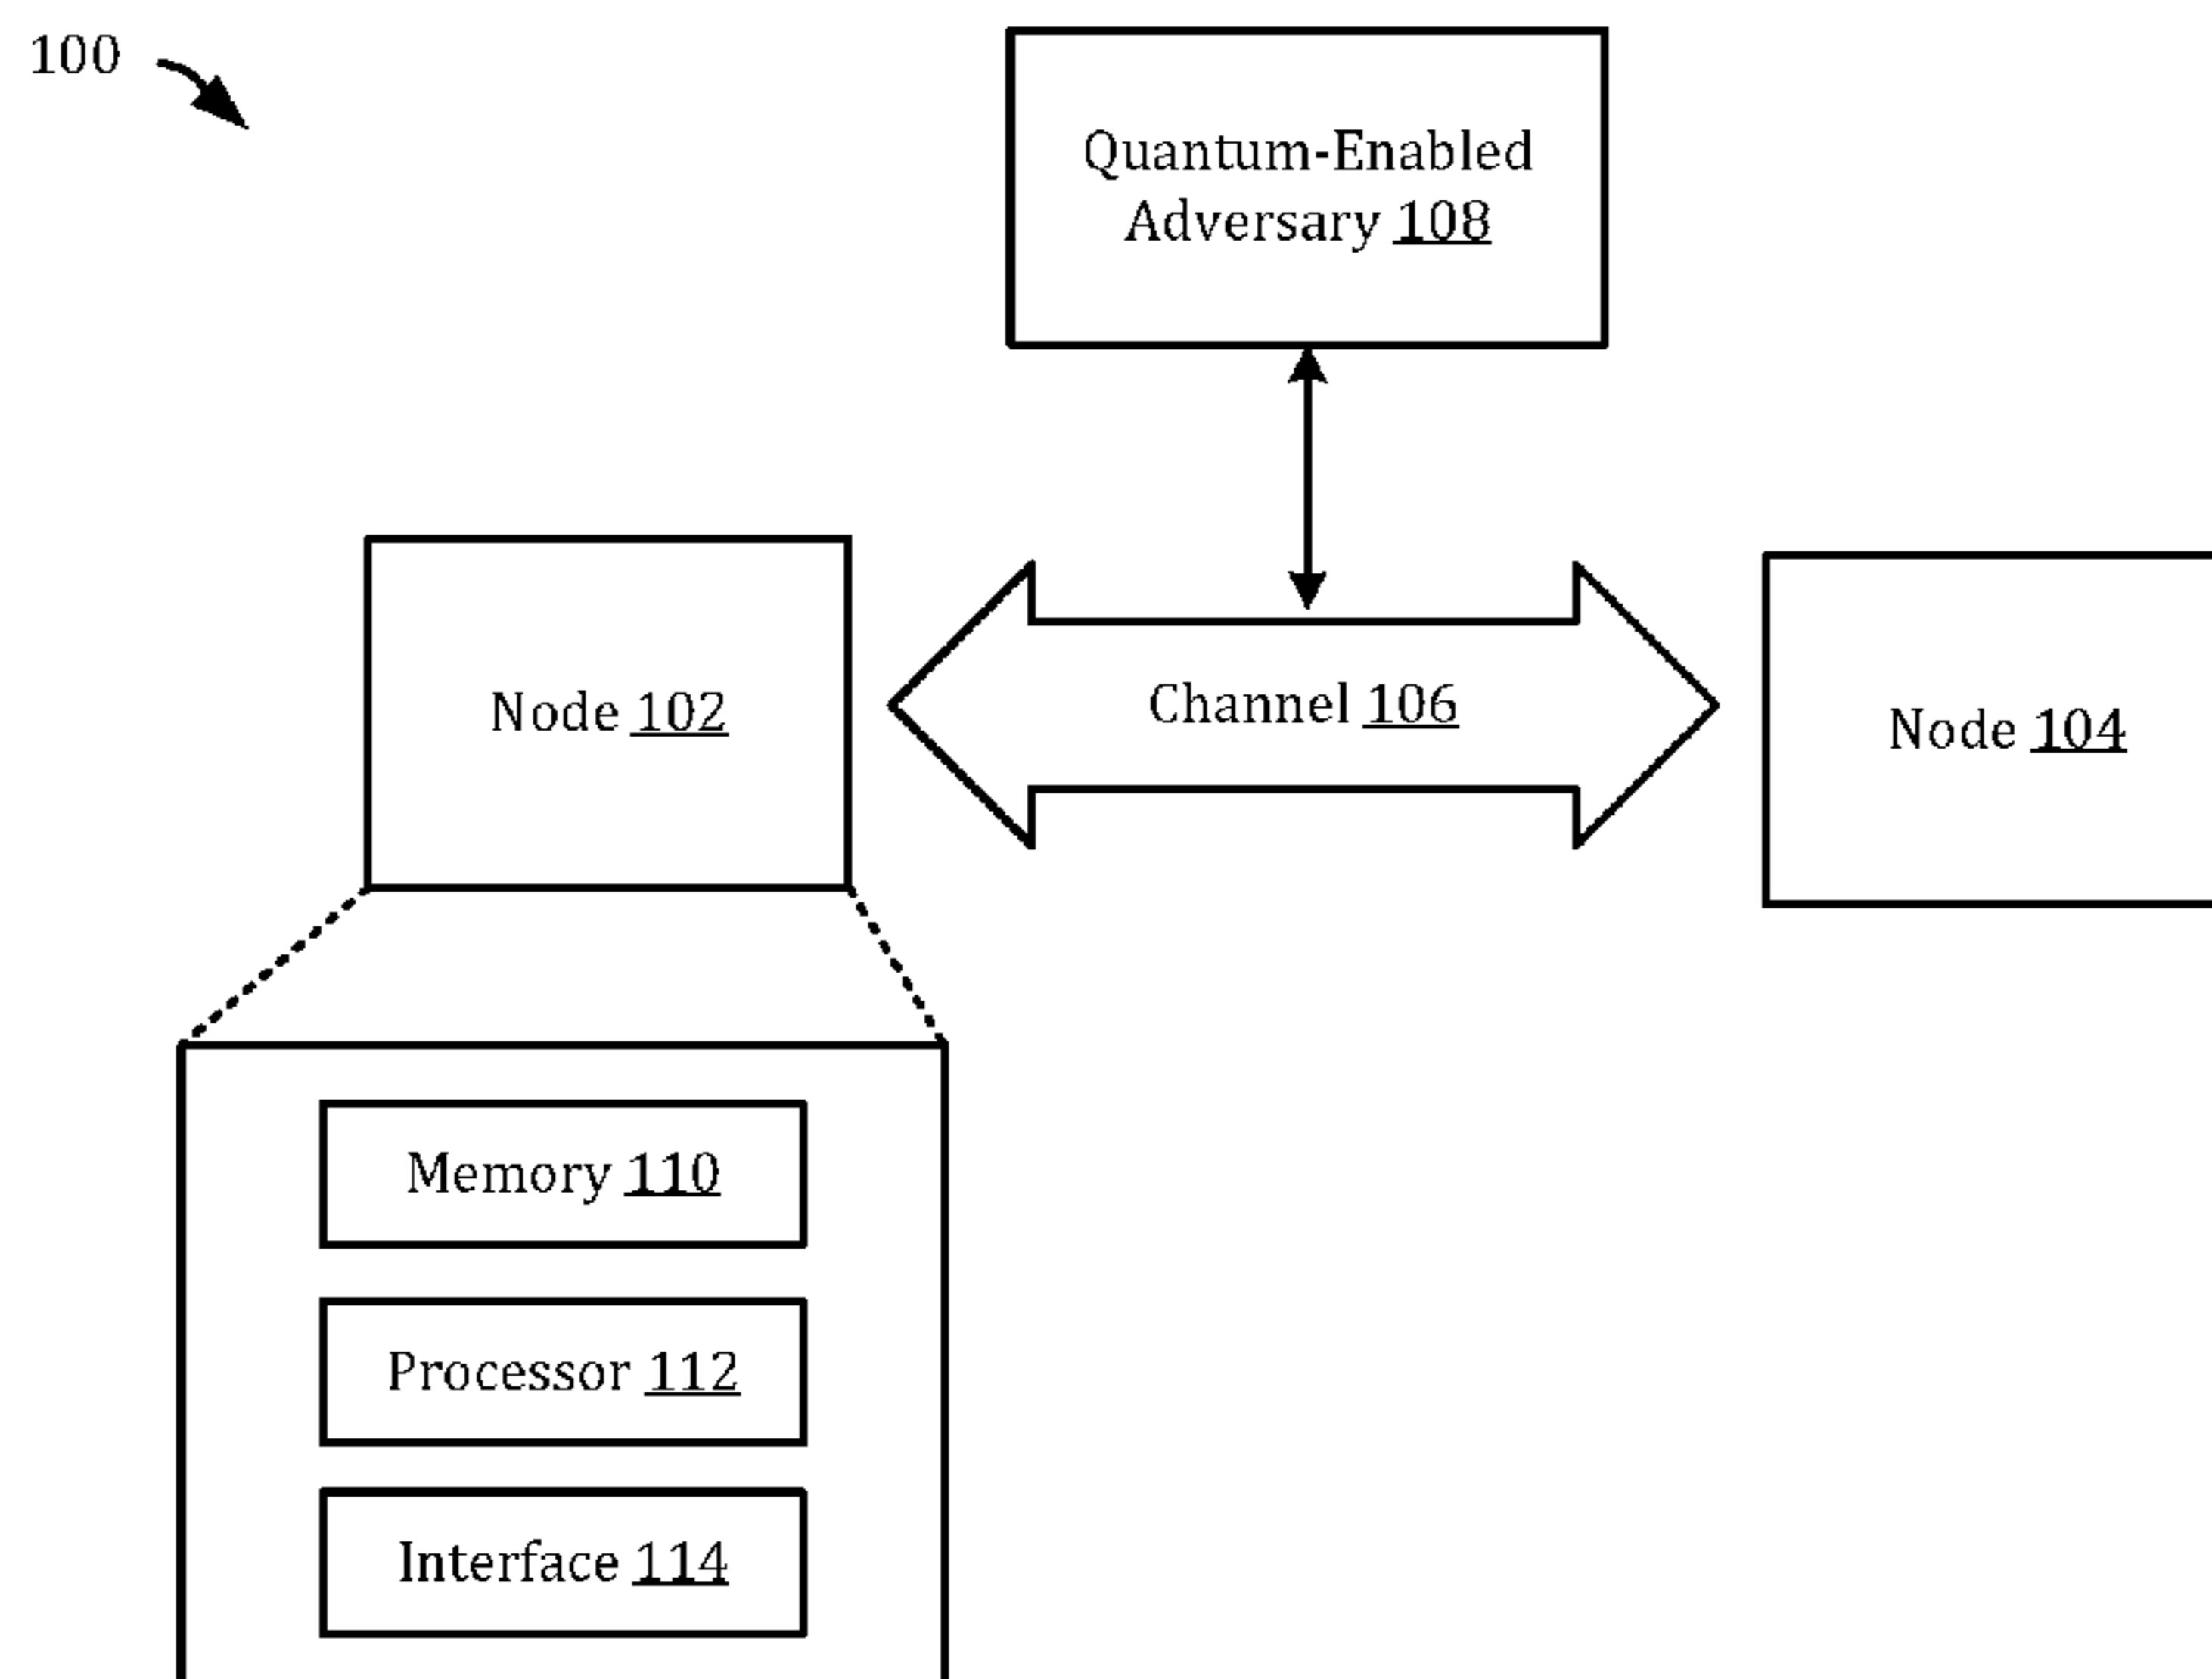 100
Quantum-Enabled
Adversary 108
Node 102
Channel 106
Node 104
Memory 110
Processor 112
Interface 114